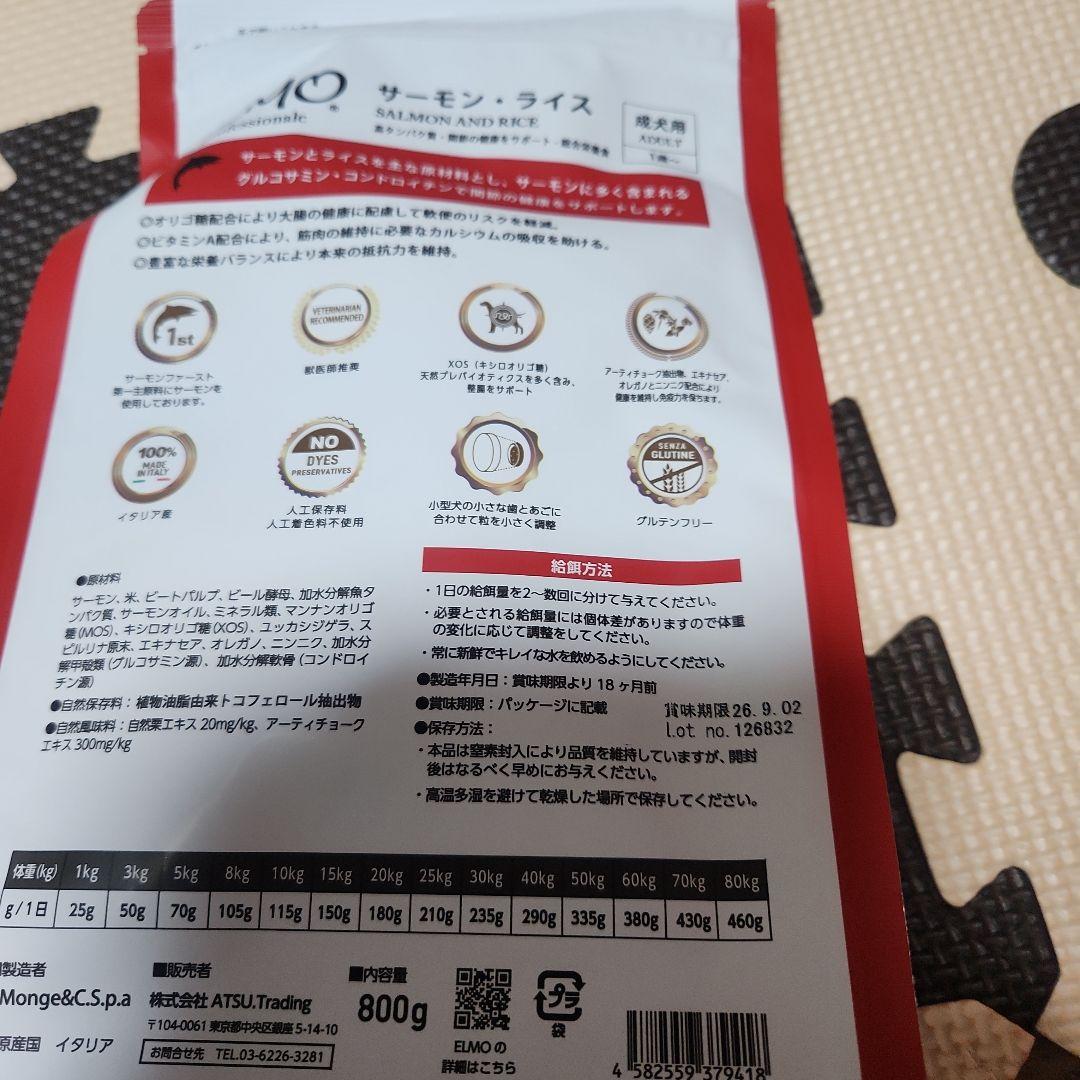 サーモン・ライス
SALMON AND RICE
高タンパク質・関節の健康をサポート・総合栄養食
成犬用
ADULT
1歳～
サーモンとライスを主な原材料とし、サーモンに多く含まれる
グルコサミン・コンドロイチンで関節の健康をサポートします。
◎オリゴ糖配合により大腸の健康に配慮して軟便のリスクを軽減。
◎ビタミンA配合により、筋肉の維持に必要なカルシウムの吸収を助ける。
◎豊富な栄養バランスにより本来の抵抗力を維持。
1st
サーモンファースト
第一主原料にサーモンを
使用しております。
VETERINARIAN
RECOMMENDED
獣医師推奨
XOS（キシロオリゴ糖）
天然プレバイオティクスを多く含み、
整腸をサポート
アーティチョーク抽出物、エキナセア、
オレガノとニンニク配合により
健康を維持し免疫力を保ちます。
100%
MADE
IN ITALY
イタリア産
NO
DYES
PRESERVATIVES
人工保存料
人工着色料不使用
小型犬の小さな歯とあごに
合わせて粒を小さく調整
SENZA
GLUTINE
グルテンフリー
●原材料
サーモン、米、ビートパルプ、ビール酵母、加水分解魚タ
ンパク質、サーモンオイル、ミネラル類、マンナンオリゴ
糖(MOS)、キシロオリゴ糖(XOS)、ユッカシジゲラ、ス
ピルリナ原末、エキナセア、オレガノ、ニンニク、加水分
解甲殻類（グルコサミン源）、加水分解軟骨（コンドロイ
チン源）
●自然保存料：植物油脂由来トコフェロール抽出物
●自然風味料：自然栗エキス 20mg/kg、アーティチョーク
エキス 300mg/kg
給餌方法
・1日の給餌量を2～数回に分けて与えてください。
・必要とされる給餌量には個体差がありますので体重
の変化に応じて調整をしてください。
・常に新鮮でキレイな水を飲めるようにしてください。
●製造年月日：賞味期限より18ヶ月前
●賞味期限：パッケージに記載
賞味期限26.9.02
Lot no.126832
●保存方法：
・本品は窒素封入により品質を維持していますが、開封
後はなるべく早めにお与えください。
・高温多湿を避けて乾燥した場所で保存してください。
体重(kg) 1kg 3kg 5kg 8kg 10kg 15kg 20kg 25kg 30kg 40kg 50kg 60kg 70kg 80kg
g/1日 25g 50g 70g 105g 115g 150g 180g 210g 235g 290g 335g 380g 430g 460g
製造者
Monge&C.S.p.a
原産国 イタリア
■販売者
株式会社 ATSU.Trading
〒104-0061 東京都中央区銀座5-14-10
お問合せ先 TEL.03-6226-3281
■内容量
800g
ELMOの
詳細はこちら
プラ
袋
4 582559 379418